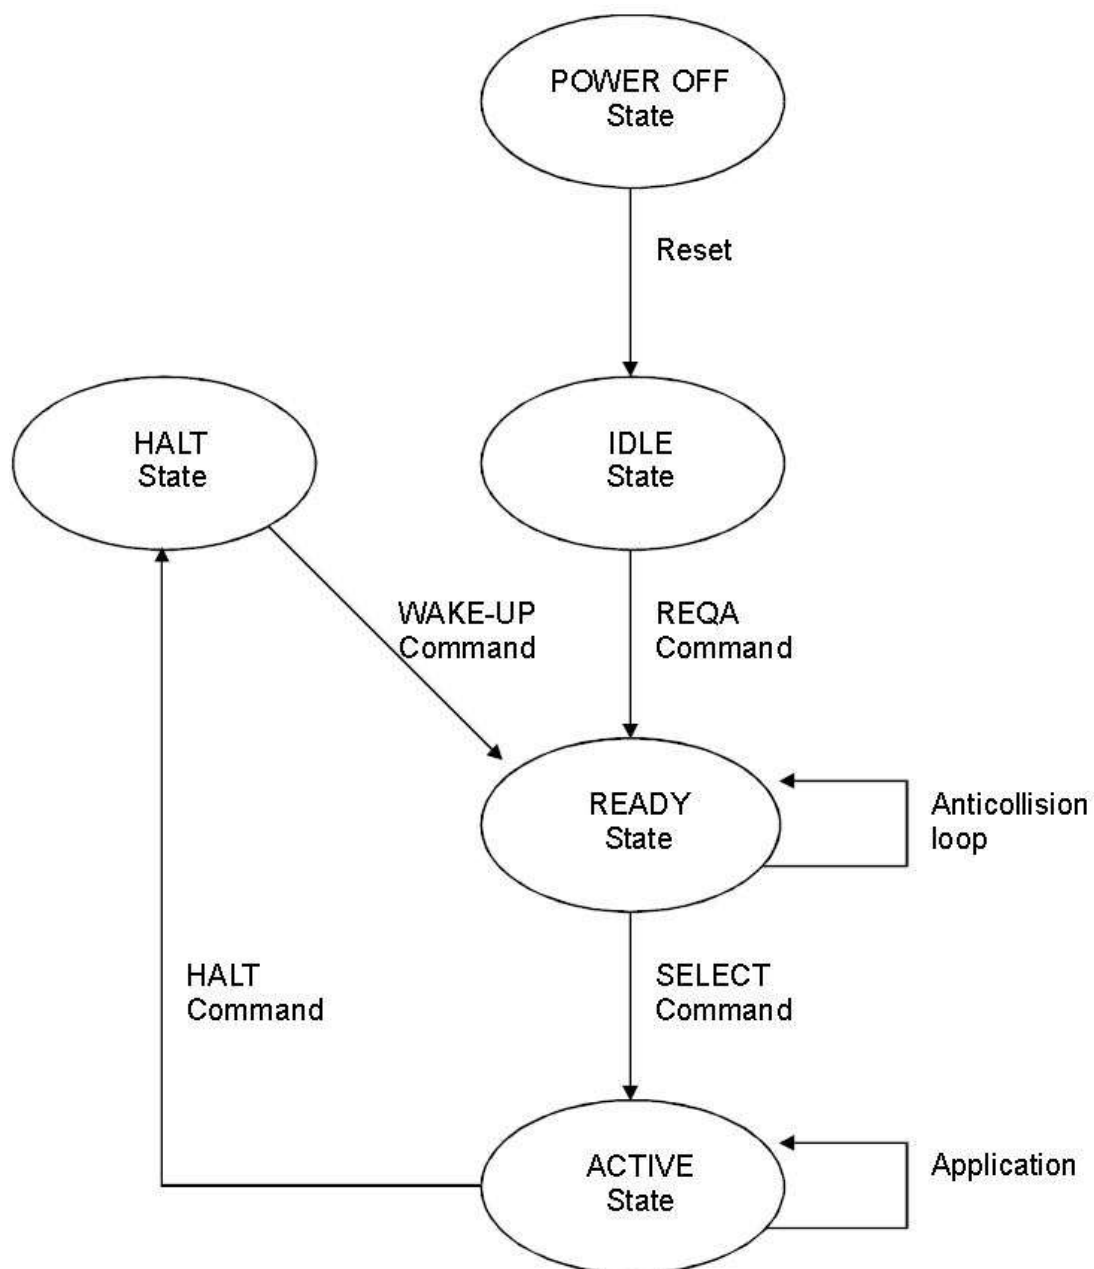 POWER OFF
State
Reset
HALT
State
IDLE
State
WAKE-UP
Command
REQA
Command
READY
State
Anticollision
loop
HALT
Command
SELECT
Command
ACTIVE
State
Application